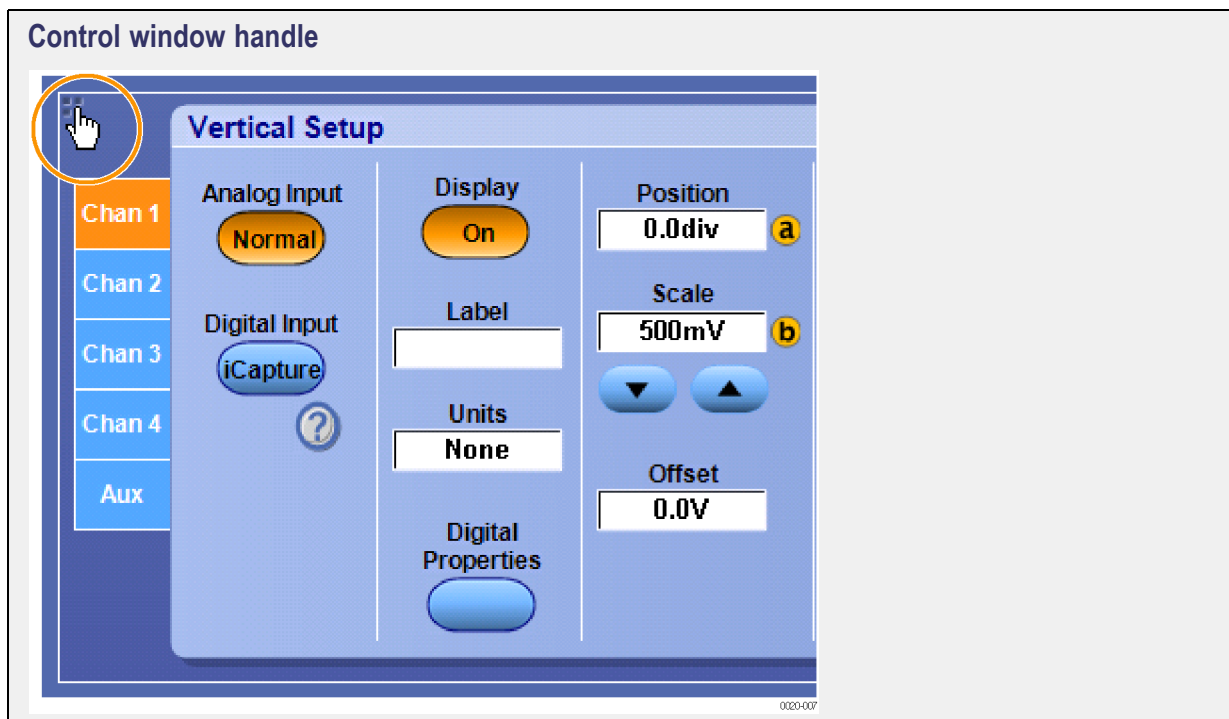 Control window handle
Vertical Setup
Chan 1
Chan 2
Chan 3
Chan 4
Aux
Analog Input
Normal
Digital Input
iCapture
?
Display
On
Label
Units
None
Digital
Properties
Position
0.0div a
Scale
500mV b
Offset
0.0V
0020-007